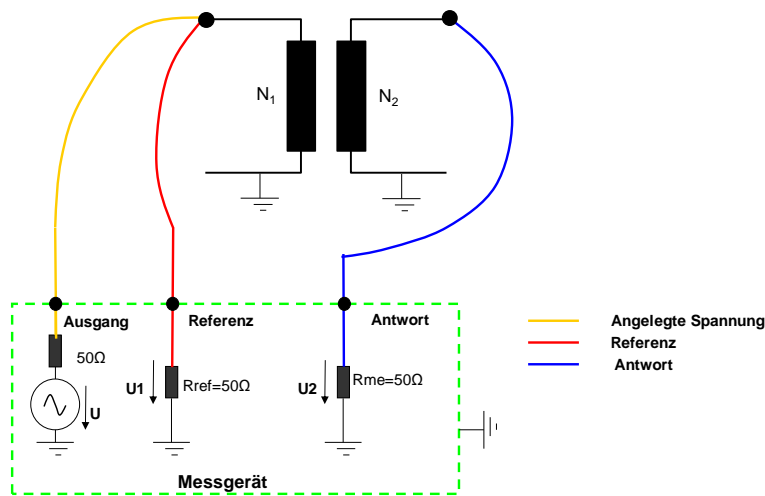 N1
N2
Ausgang
Referenz
Antwort
50Ω
U
U1
Rref=50Ω
U2
Rme=50Ω
Messgerät
Angelegte Spannung
Referenz
Antwort